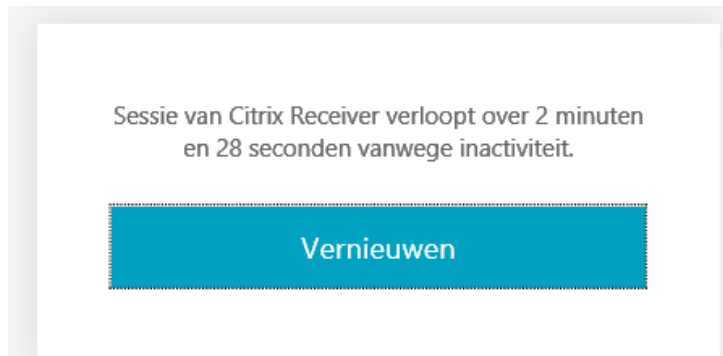 Sessie van Citrix Receiver verloopt over 2 minuten
en 28 seconden vanwege inactiviteit.
Vernieuwen